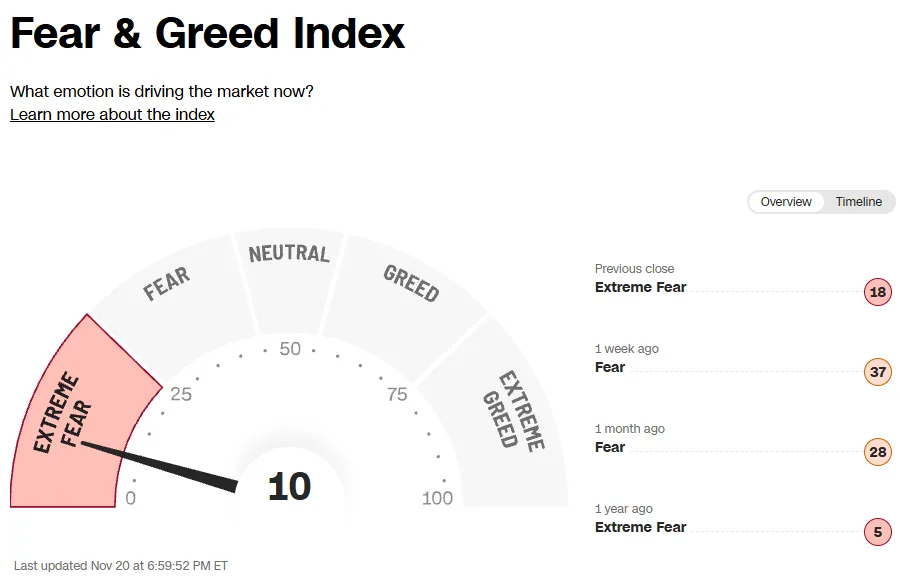 Fear & Greed Index
What emotion is driving the market now?
Learn more about the index
Overview Timeline
EXTREME
FEAR
FEAR
NEUTRAL
GREED
EXTREME
GREED
0
25
50
75
100
10
Previous close
Extreme Fear 18
1 week ago
Fear 37
1 month ago
Fear 28
1 year ago
Extreme Fear 5
Last updated Nov 20 at 6:59:52 PM ET